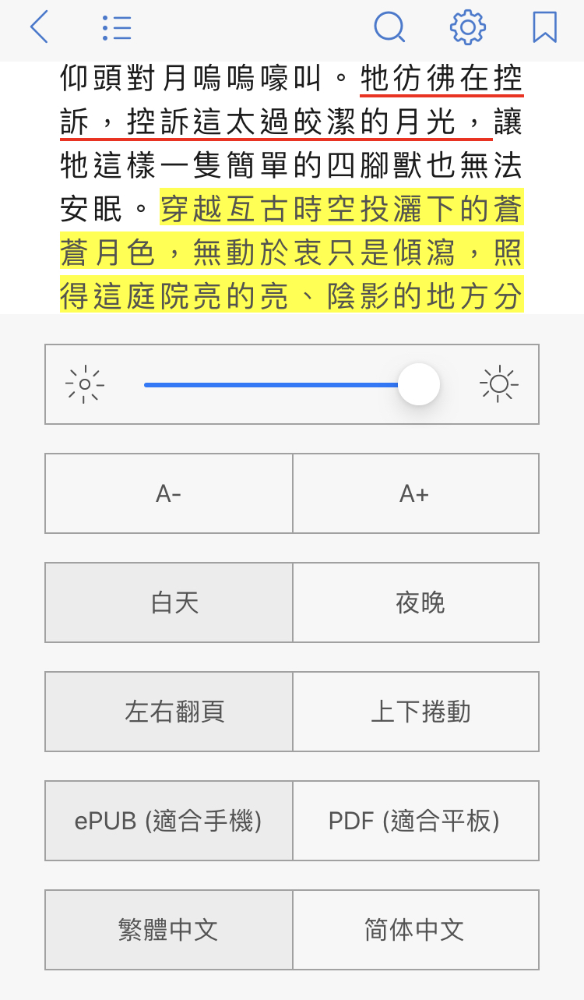 仰頭對月嗚嗚嚎叫。牠彷彿在控
訴，控訴這太過皎潔的月光，讓
牠這樣一隻簡單的四腳獸也無法
安眠。穿越亙古時空投灑下的蒼
蒼月色，無動於衷只是傾瀉，照
得這庭院亮的亮、陰影的地方分
A-
A+
白天
夜晚
左右翻頁
上下捲動
ePUB (適合手機)
PDF (適合平板)
繁體中文
简体中文